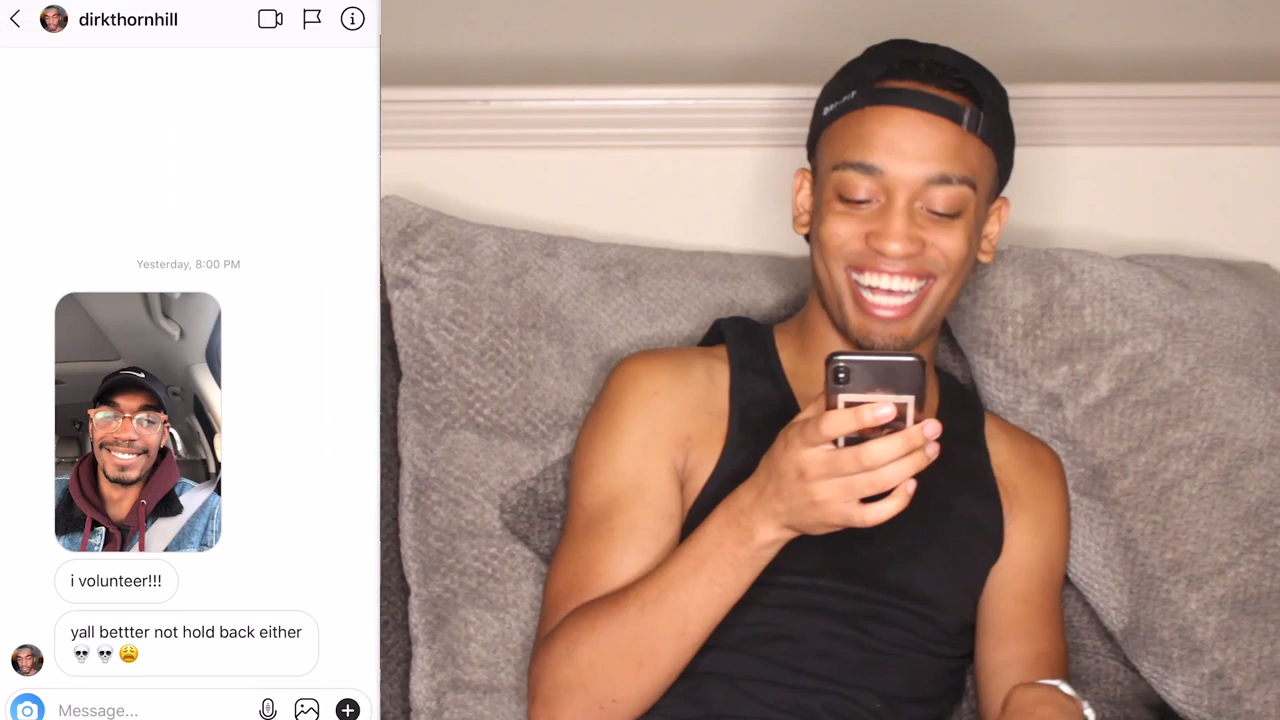 dirkthornhill
Yesterday, 8:00 PM
i volunteer!!!
yall bettter not hold back either
💀 💀 😩
Message...